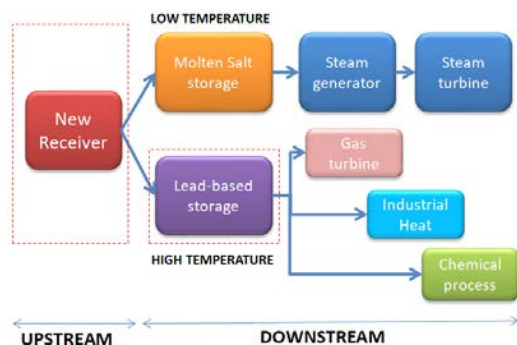 LOW TEMPERATURE
Molten Salt
storage
Steam
generator
Steam
turbine
New
Receiver
Gas
turbine
Lead-based
storage
Industrial
Heat
HIGH TEMPERATURE
Chemical
process
UPSTREAM
DOWNSTREAM